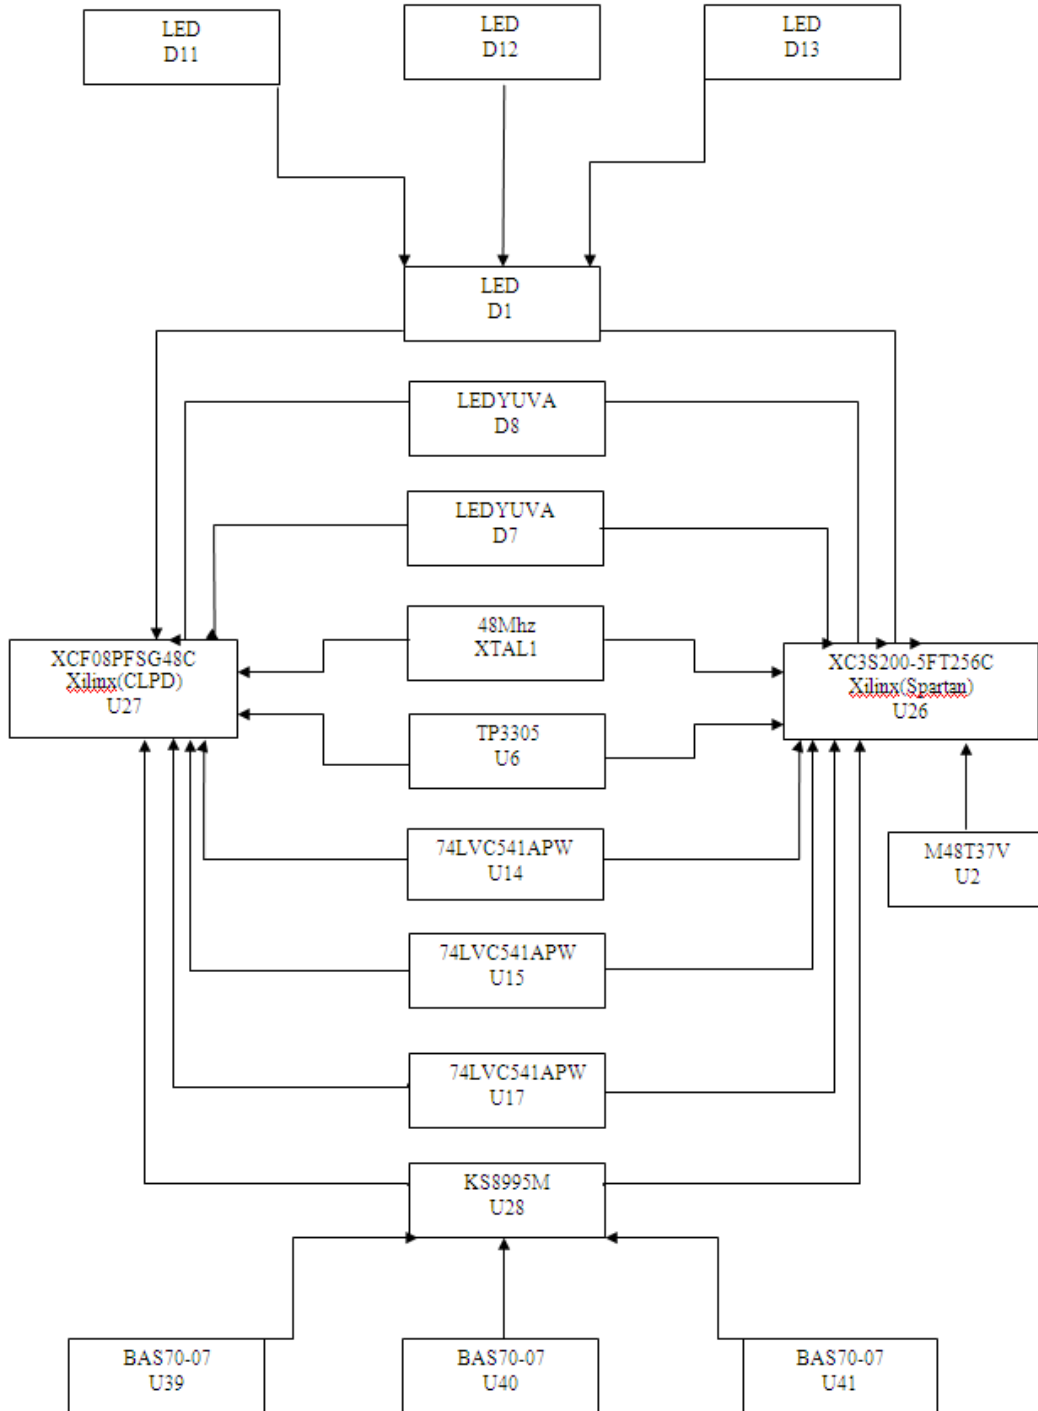 LED
D11
LED
D12
LED
D13
LED
D1
LEDYUVA
D8
LEDYUVA
D7
48Mhz
XTAL1
XCF08PFSG48C
Xilinx(CLPD)
U27
XC3S200-5FT256C
Xilinx(Spartan)
U26
TP3305
U6
74LVC541APW
U14
M48T37V
U2
74LVC541APW
U15
74LVC541APW
U17
KS8995M
U28
BAS70-07
U39
BAS70-07
U40
BAS70-07
U41